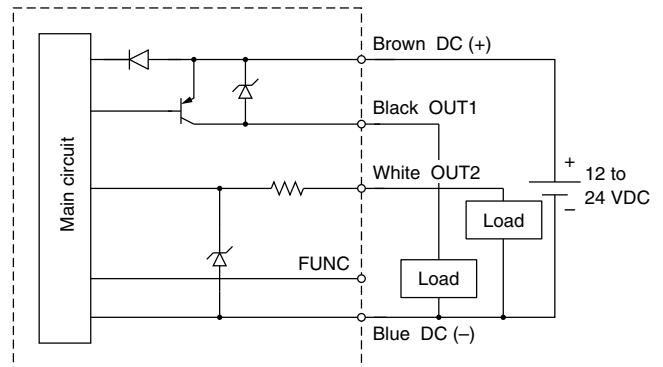 Main circuit
Brown DC (+)
Black OUT1
White OUT2
FUNC
Blue DC (–)
Load
Load
+
12 to
24 VDC
–